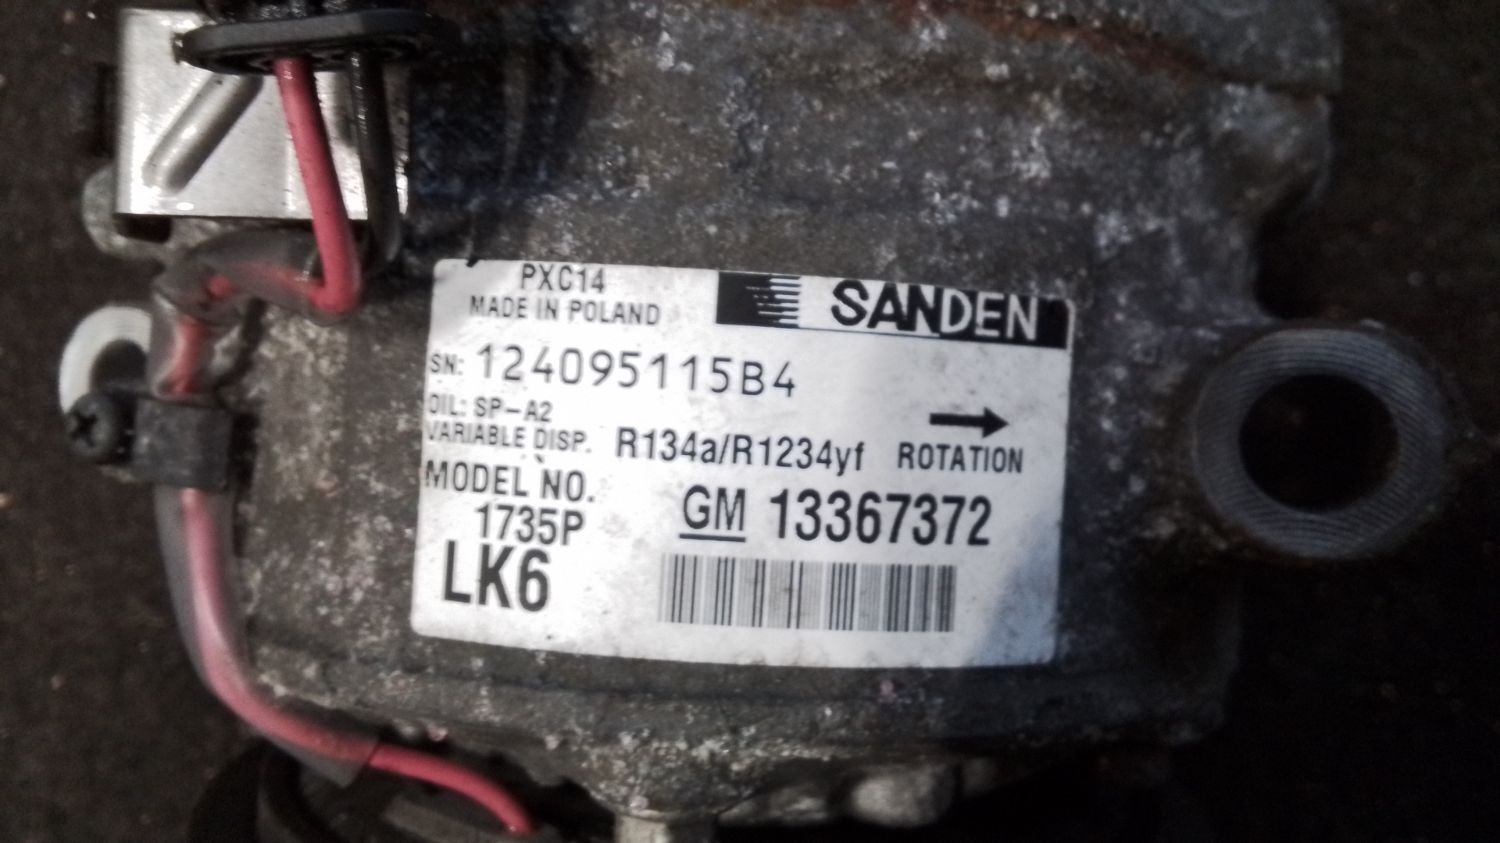 PXC14
SANDEN
MADE IN POLAND
SN: 124095115B4
OIL: SP-A2
VARIABLE DISP. R134a/R1234yf ROTATION
MODEL NO.
1735P
GM 13367372
LK6